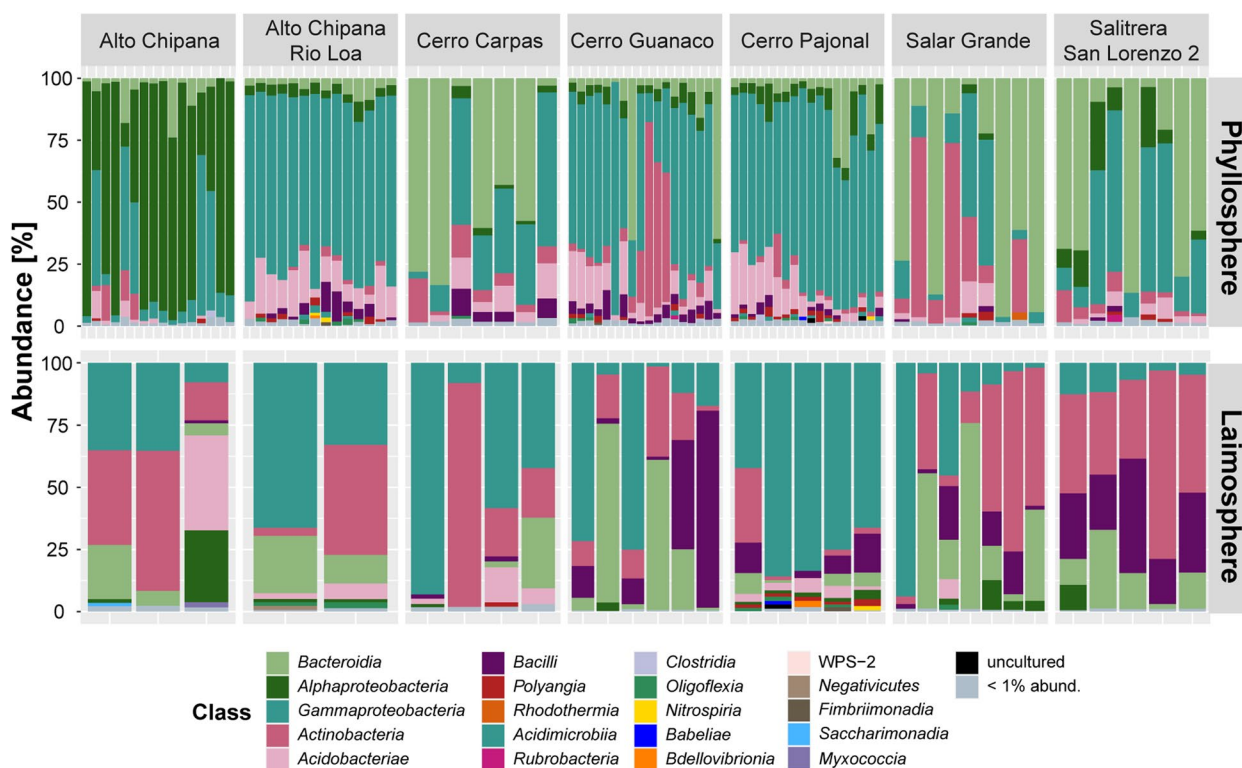 Alto Chipana
Alto Chipana
Rio Loa
Cerro Carpas
Cerro Guanaco
Cerro Pajonal
Salar Grande
Salitrera
San Lorenzo 2
Abundance [%]
100
75
50
25
0
Phyllosphere
100
75
50
25
0
Laimosphere
Class
Bacteroidia
Alphaproteobacteria
Gammaproteobacteria
Actinobacteria
Acidobacteriae
Bacilli
Polyangia
Rhodothermia
Acidimicrobiia
Rubrobacteria
Clostridia
Oligoflexia
Nitrospiria
Babeliae
Bdellovibrionia
WPS-2
Negativicutes
Fimbriimonadia
Saccharimonadia
Myxococcia
uncultured
< 1% abund.